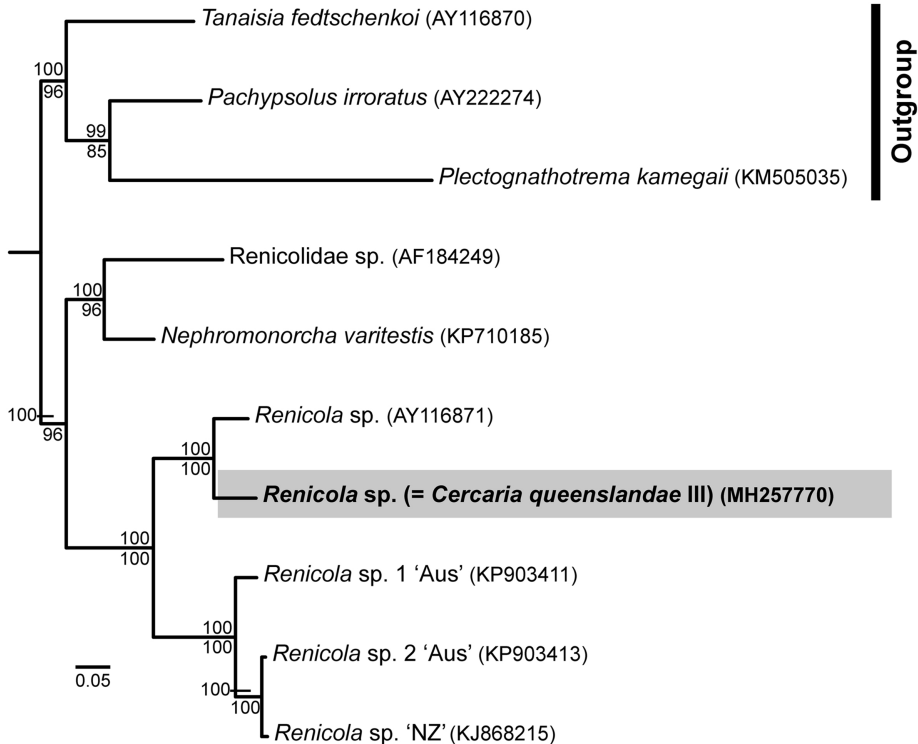 Tanaisia fedtschenkoi (AY116870)
100
96
Pachypsolus irroratus (AY222274)
99
85
Plectognathotrema kamegaii (KM505035)
Outgroup
Renicolidae sp. (AF184249)
100
96
Nephromonorcha varitestis (KP710185)
100
96
Renicola sp. (AY116871)
100
100
Renicola sp. (= Cercaria queenslandae III) (MH257770)
100
100
Renicola sp. 1 ‘Aus’ (KP903411)
100
100
Renicola sp. 2 ‘Aus’ (KP903413)
100
100
Renicola sp. ‘NZ’ (KJ868215)
0.05